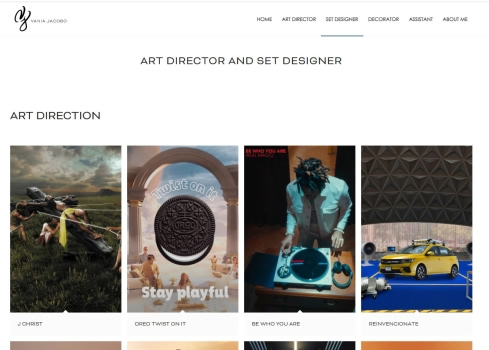 VANIA JACOBO
HOME ART DIRECTOR SET DESIGNER DECORATOR ASSISTANT ABOUT ME
ART DIRECTOR AND SET DESIGNER
ART DIRECTION
BE WHO YOU ARE
Twist on it
OREO
Stay playful
J CHRIST
OREO TWIST ON IT
BE WHO YOU ARE
REINVENCIONATE